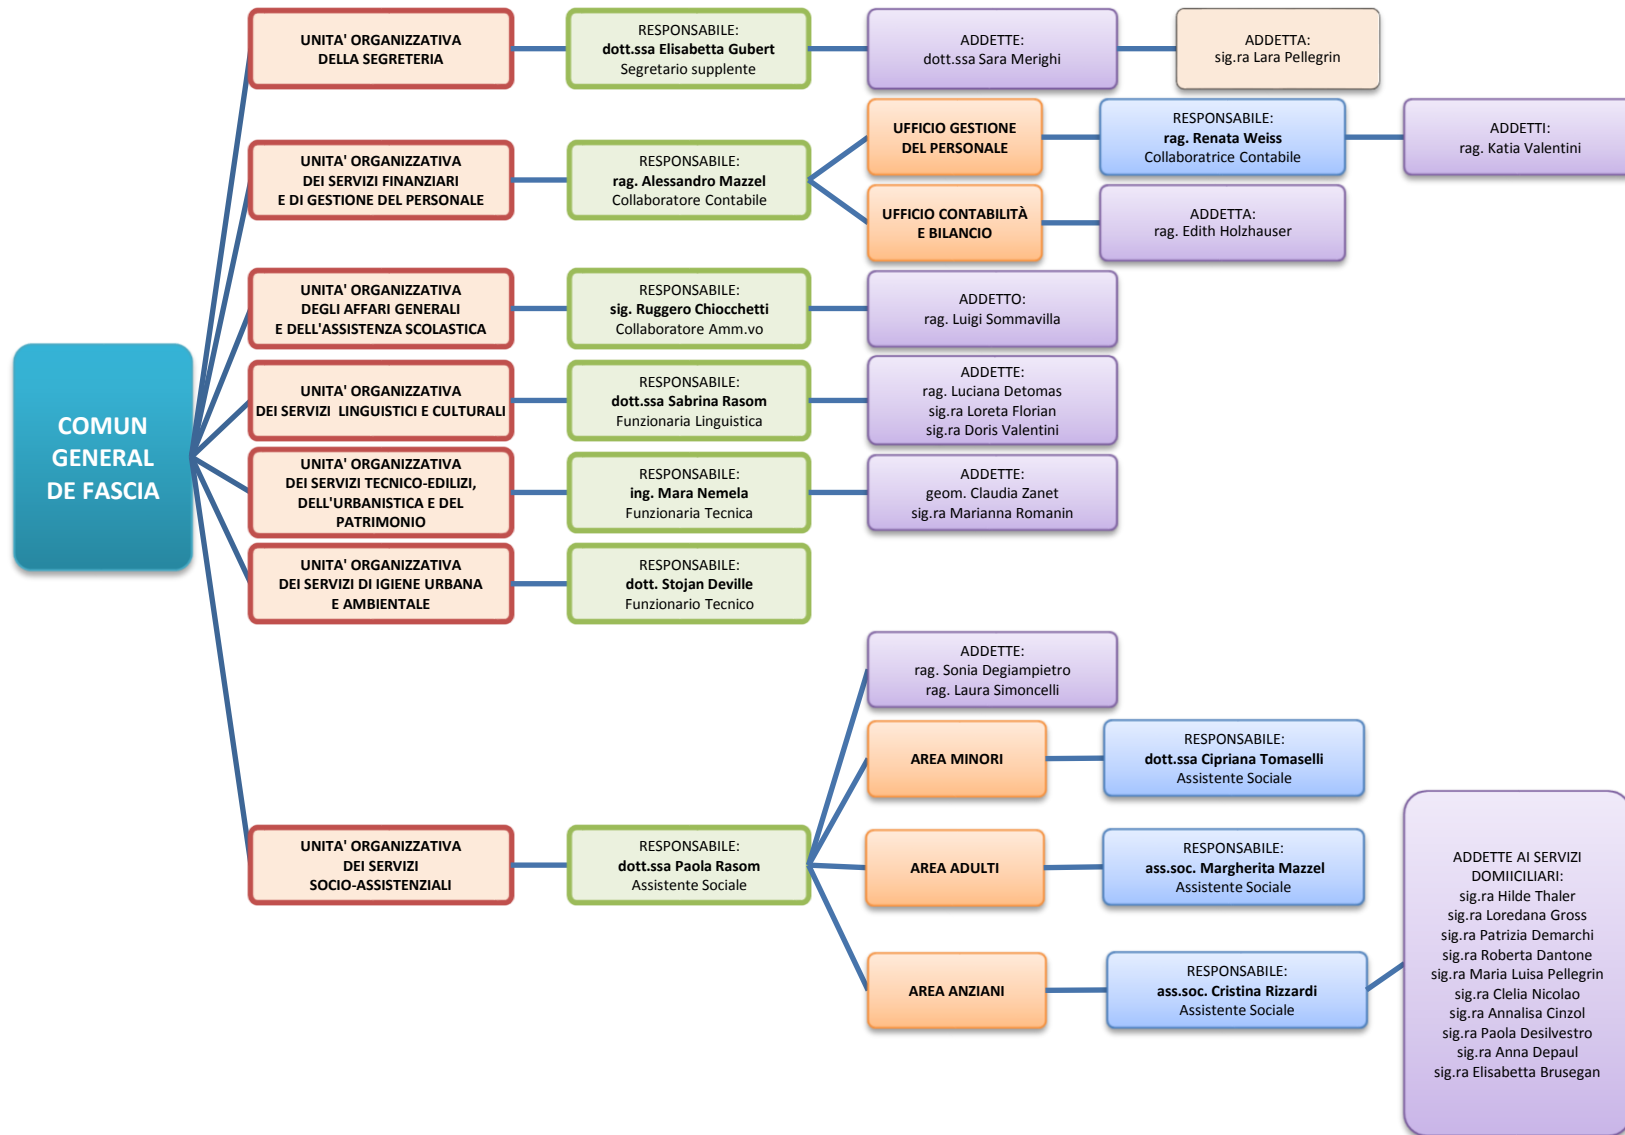 COMUN
GENERAL
DE FASCIA
UNITA' ORGANIZZATIVA
DELLA SEGRETERIA
RESPONSABILE:
dott.ssa Elisabetta Gubert
Segretario supplente
ADDETTE:
dott.ssa Sara Merighi
ADDETTA:
sig.ra Lara Pellegrin
UNITA' ORGANIZZATIVA
DEI SERVIZI FINANZIARI
E DI GESTIONE DEL PERSONALE
RESPONSABILE:
rag. Alessandro Mazzel
Collaboratore Contabile
UFFICIO GESTIONE
DEL PERSONALE
RESPONSABILE:
rag. Renata Weiss
Collaboratrice Contabile
ADDETTI:
rag. Katia Valentini
UFFICIO CONTABILITÀ
E BILANCIO
ADDETTA:
rag. Edith Holzhauser
UNITA' ORGANIZZATIVA
DEGLI AFFARI GENERALI
E DELL'ASSISTENZA SCOLASTICA
RESPONSABILE:
sig. Ruggero Chiocchetti
Collaboratore Amm.vo
ADDETTO:
rag. Luigi Sommavilla
UNITA' ORGANIZZATIVA
DEI SERVIZI LINGUISTICI E CULTURALI
RESPONSABILE:
dott.ssa Sabrina Rasom
Funzionaria Linguistica
ADDETTE:
rag. Luciana Detomas
sig.ra Loreta Florian
sig.ra Doris Valentini
UNITA' ORGANIZZATIVA
DEI SERVIZI TECNICO-EDILIZI,
DELL'URBANISTICA E DEL
PATRIMONIO
RESPONSABILE:
ing. Mara Nemela
Funzionaria Tecnica
ADDETTE:
geom. Claudia Zanet
sig.ra Marianna Romanin
UNITA' ORGANIZZATIVA
DEI SERVIZI DI IGIENE URBANA
E AMBIENTALE
RESPONSABILE:
dott. Stojan Deville
Funzionario Tecnico
UNITA' ORGANIZZATIVA
DEI SERVIZI
SOCIO-ASSISTENZIALI
RESPONSABILE:
dott.ssa Paola Rasom
Assistente Sociale
ADDETTE:
rag. Sonia Degiampietro
rag. Laura Simoncelli
AREA MINORI
RESPONSABILE:
dott.ssa Cipriana Tomaselli
Assistente Sociale
AREA ADULTI
RESPONSABILE:
ass.soc. Margherita Mazzel
Assistente Sociale
AREA ANZIANI
RESPONSABILE:
ass.soc. Cristina Rizzardi
Assistente Sociale
ADDETTE AI SERVIZI
DOMIICILIARI:
sig.ra Hilde Thaler
sig.ra Loredana Gross
sig.ra Patrizia Demarchi
sig.ra Roberta Dantone
sig.ra Maria Luisa Pellegrin
sig.ra Clelia Nicolao
sig.ra Annalisa Cinzol
sig.ra Paola Desilvestro
sig.ra Anna Depaul
sig.ra Elisabetta Brusegan